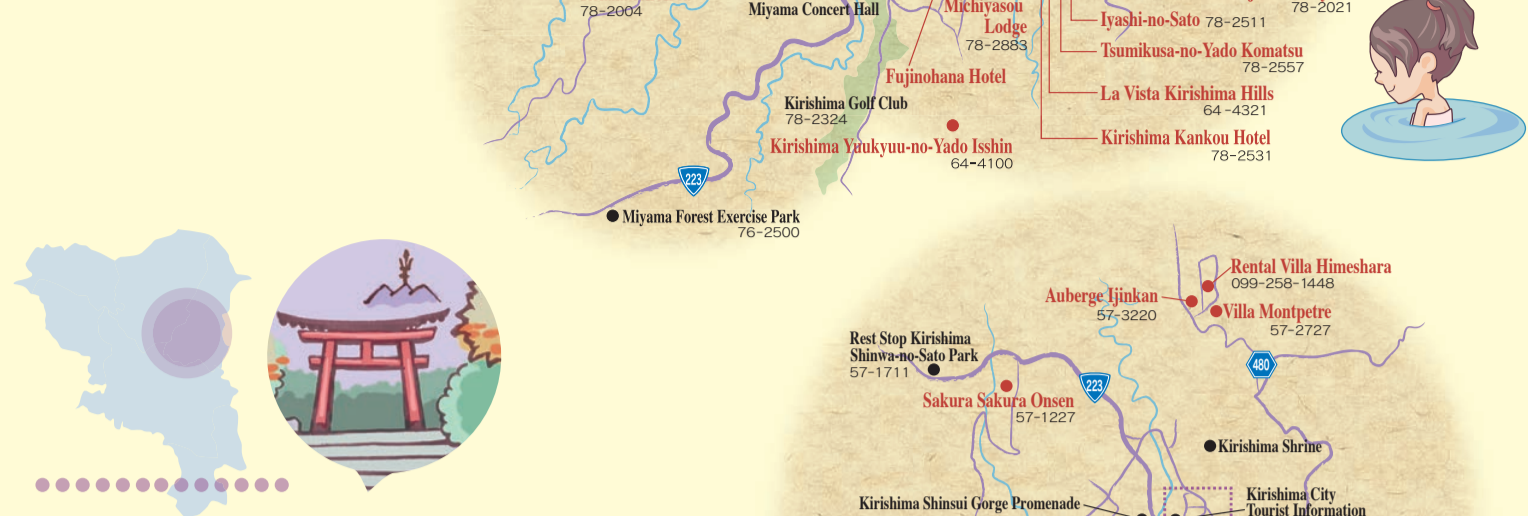 78-2004
Miyama Concert Hall
Michiyasou
Lodge
78-2883
Fujinohana Hotel
78-2021
Iyashi-no-Sato 78-2511
Tsumikusa-no-Yado Komatsu
78-2557
La Vista Kirishima Hills
64-4321
Kirishima Kankou Hotel
78-2531
Kirishima Golf Club
78-2324
Kirishima Yuukyuu-no-Yado Isshin
64-4100
223
Miyama Forest Exercise Park
76-2500
Rental Villa Himeshara
099-258-1448
Auberge Ijinkan
57-3220
Villa Montpetre
57-2727
Rest Stop Kirishima
Shinwa-no-Sato Park
57-1711
480
223
Sakura Sakura Onsen
57-1227
Kirishima Shrine
Kirishima Shinsui Gorge Promenade
Kirishima City
Tourist Information